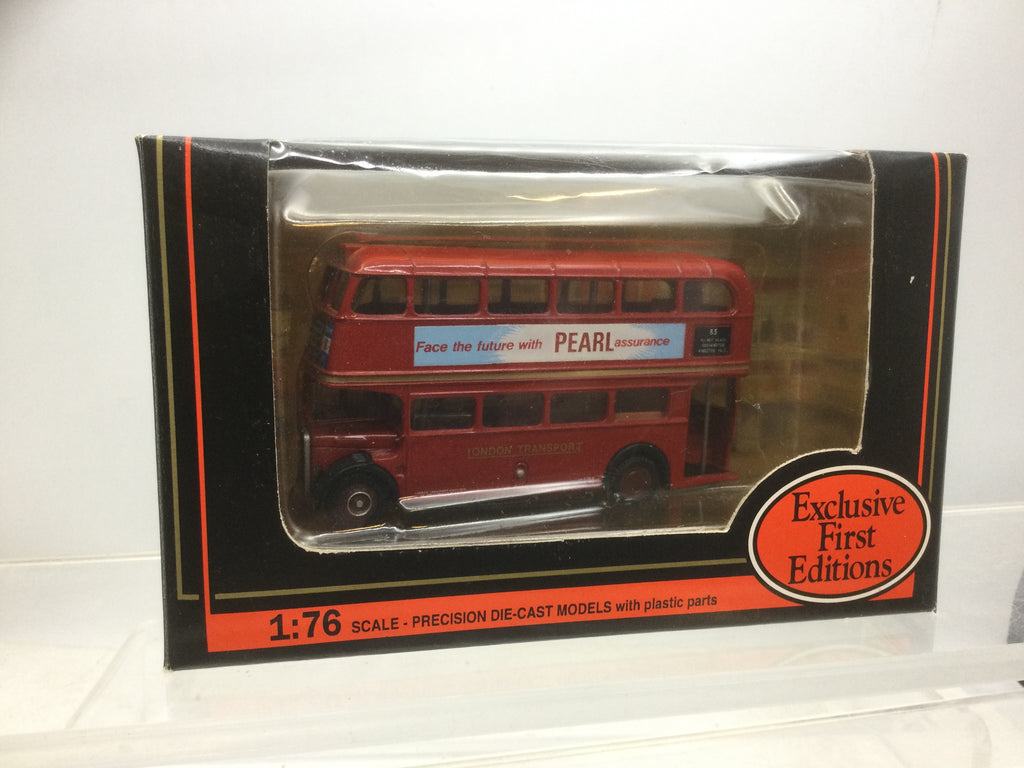 Face the future with PEARL assurance
LONDON TRANSPORT
Exclusive
First
Editions
1:76 SCALE - PRECISION DIE-CAST MODELS with plastic parts